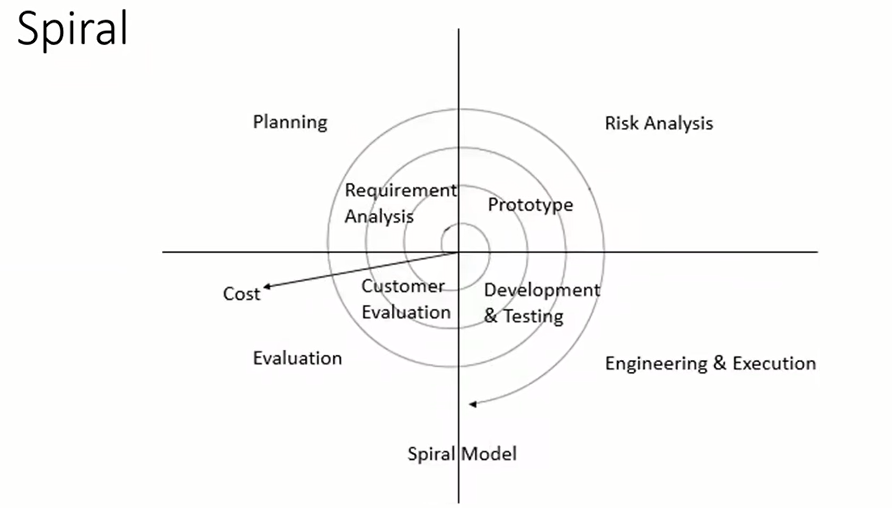 Spiral
Planning
Risk Analysis
Requirement
Analysis
Prototype
Cost
Customer
Evaluation
Development
& Testing
Evaluation
Engineering & Execution
Spiral Model